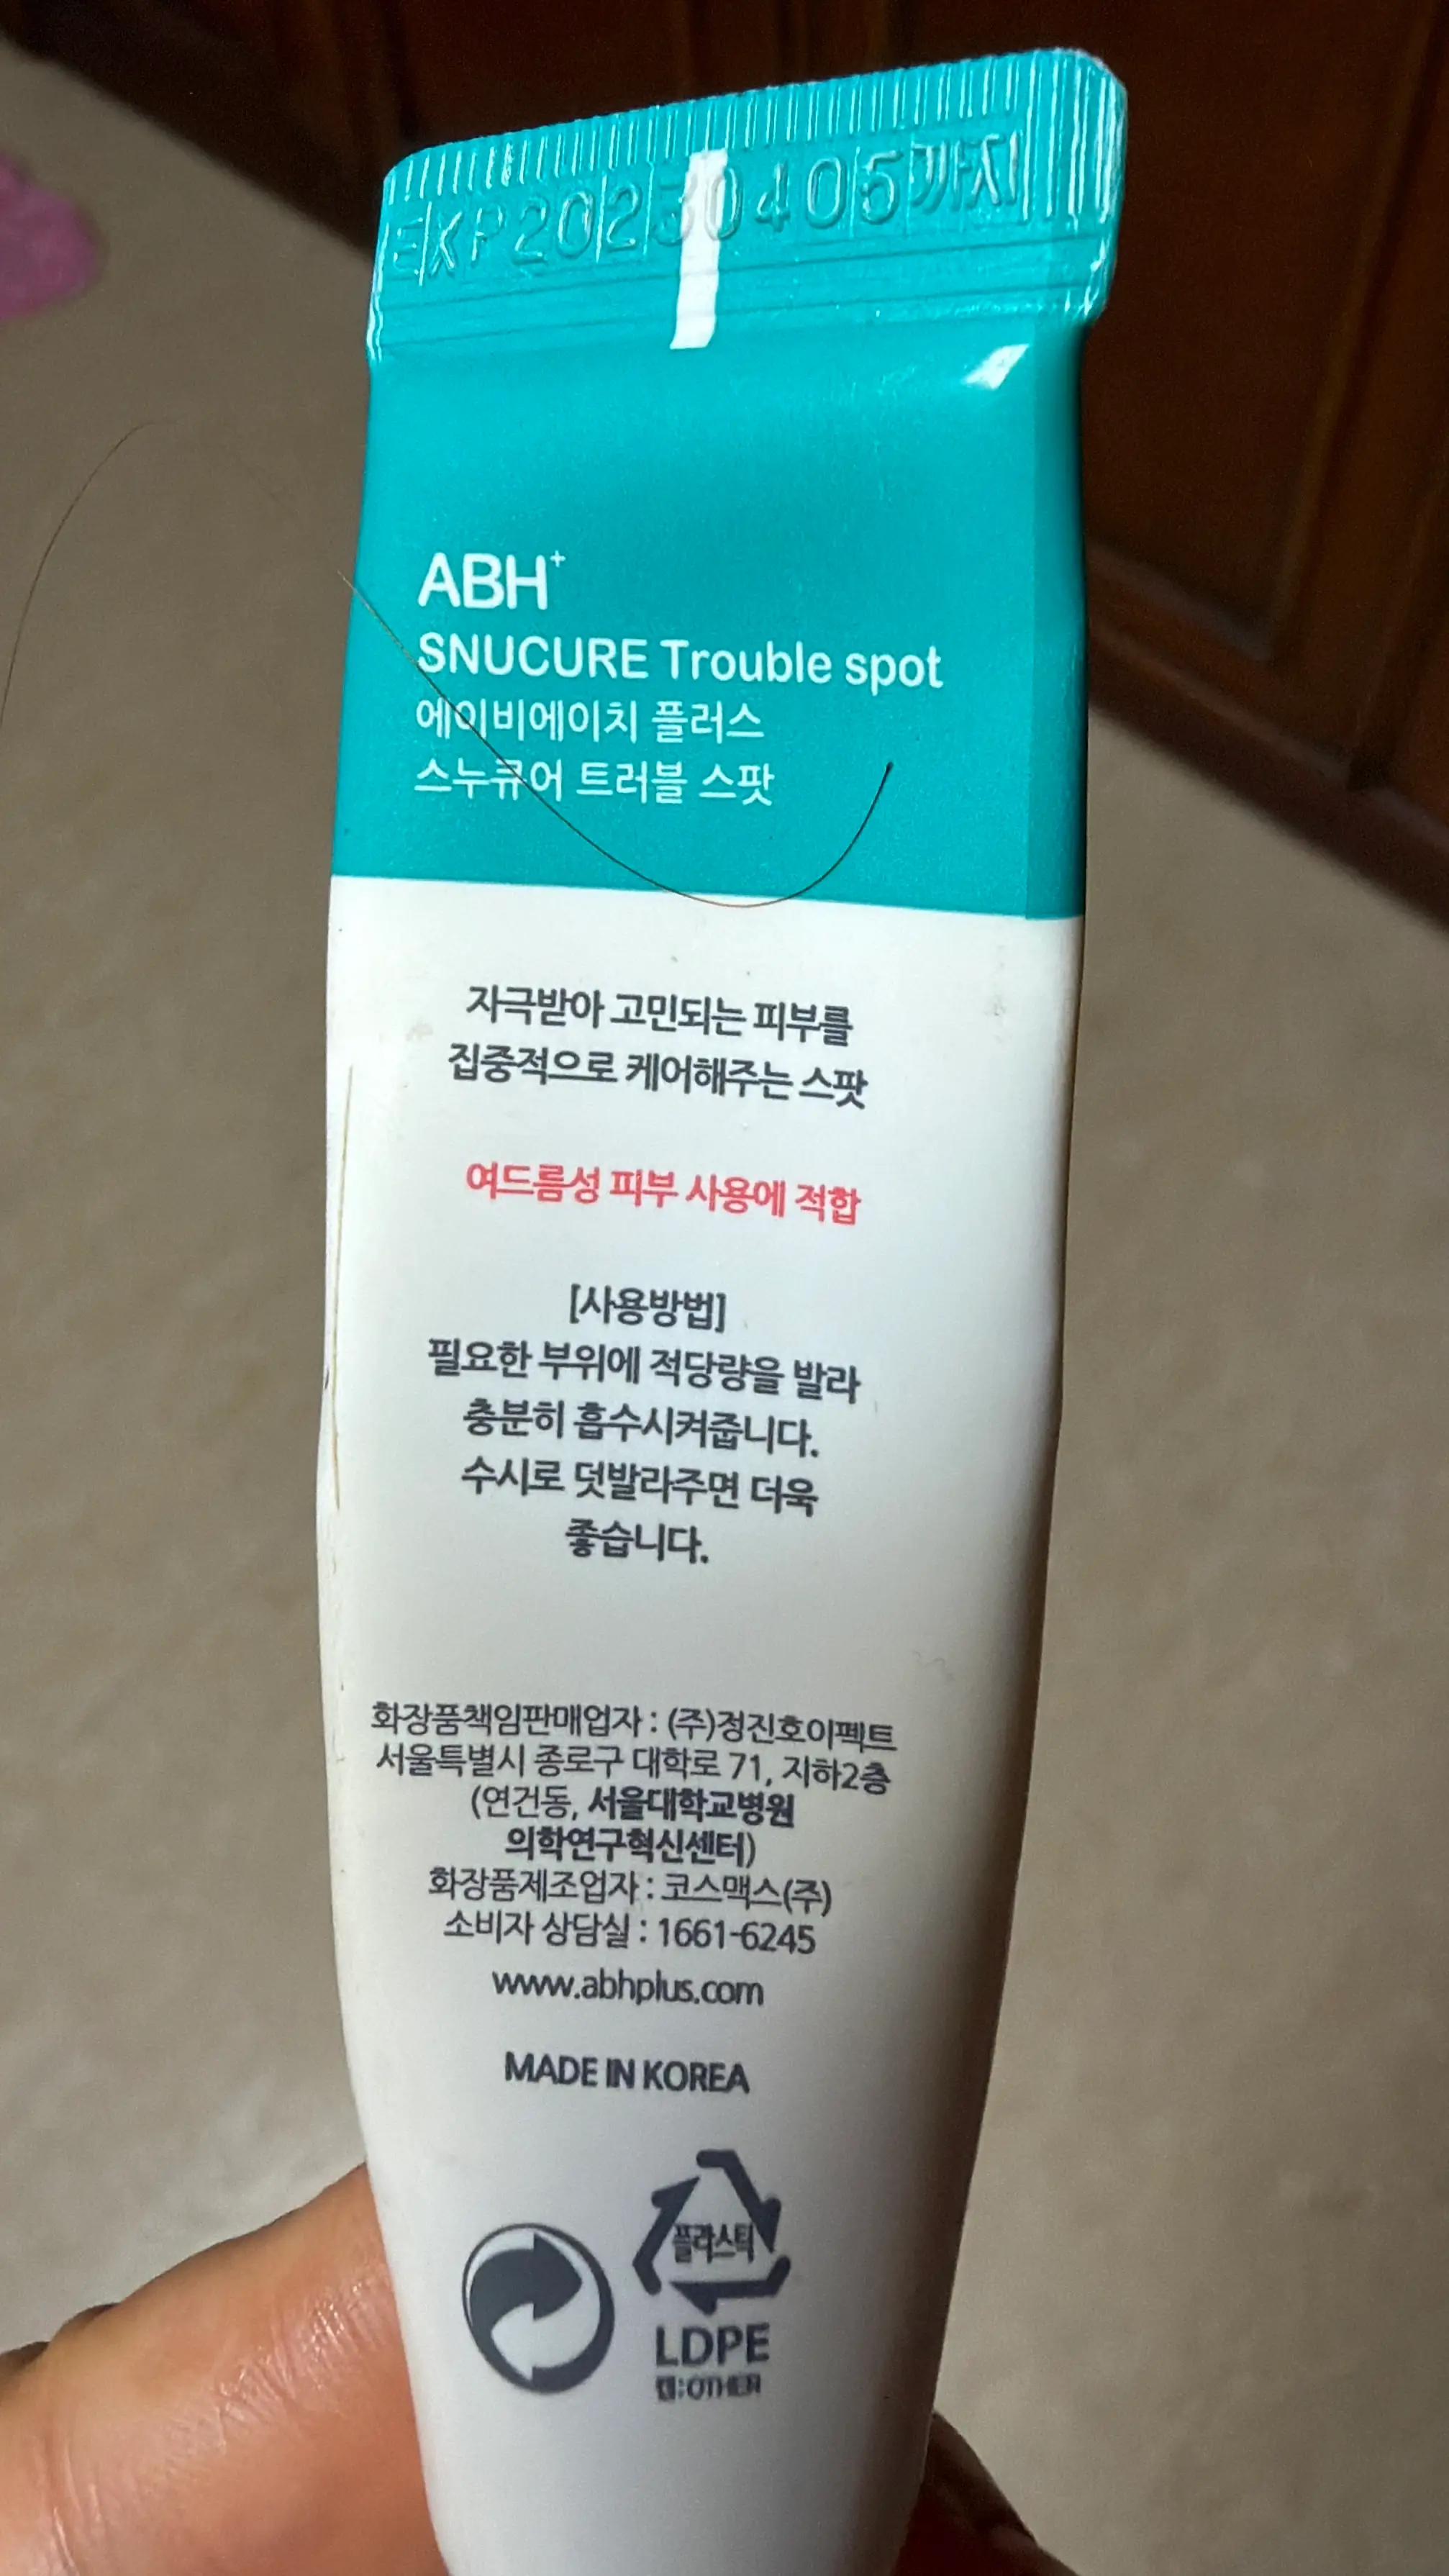 EXP20230405까지
ABH+
SNUCURE Trouble spot
에이비에이치 플러스
스누큐어 트러블 스팟
자극받아 고민되는 피부를
집중적으로 케어해주는 스팟
여드름성 피부 사용에 적합
[사용방법]
필요한 부위에 적당량을 발라
충분히 흡수시켜줍니다.
수시로 덧발라주면 더욱
좋습니다.
화장품책임판매업자 : (주)정진호이펙트
서울특별시 종로구 대학로 71, 지하2층
(연건동, 서울대학교병원
의학연구혁신센터)
화장품제조업자 : 코스맥스(주)
소비자 상담실 : 1661-6245
www.abhplus.com
MADE IN KOREA
플라스틱
LDPE
캡:OTHER